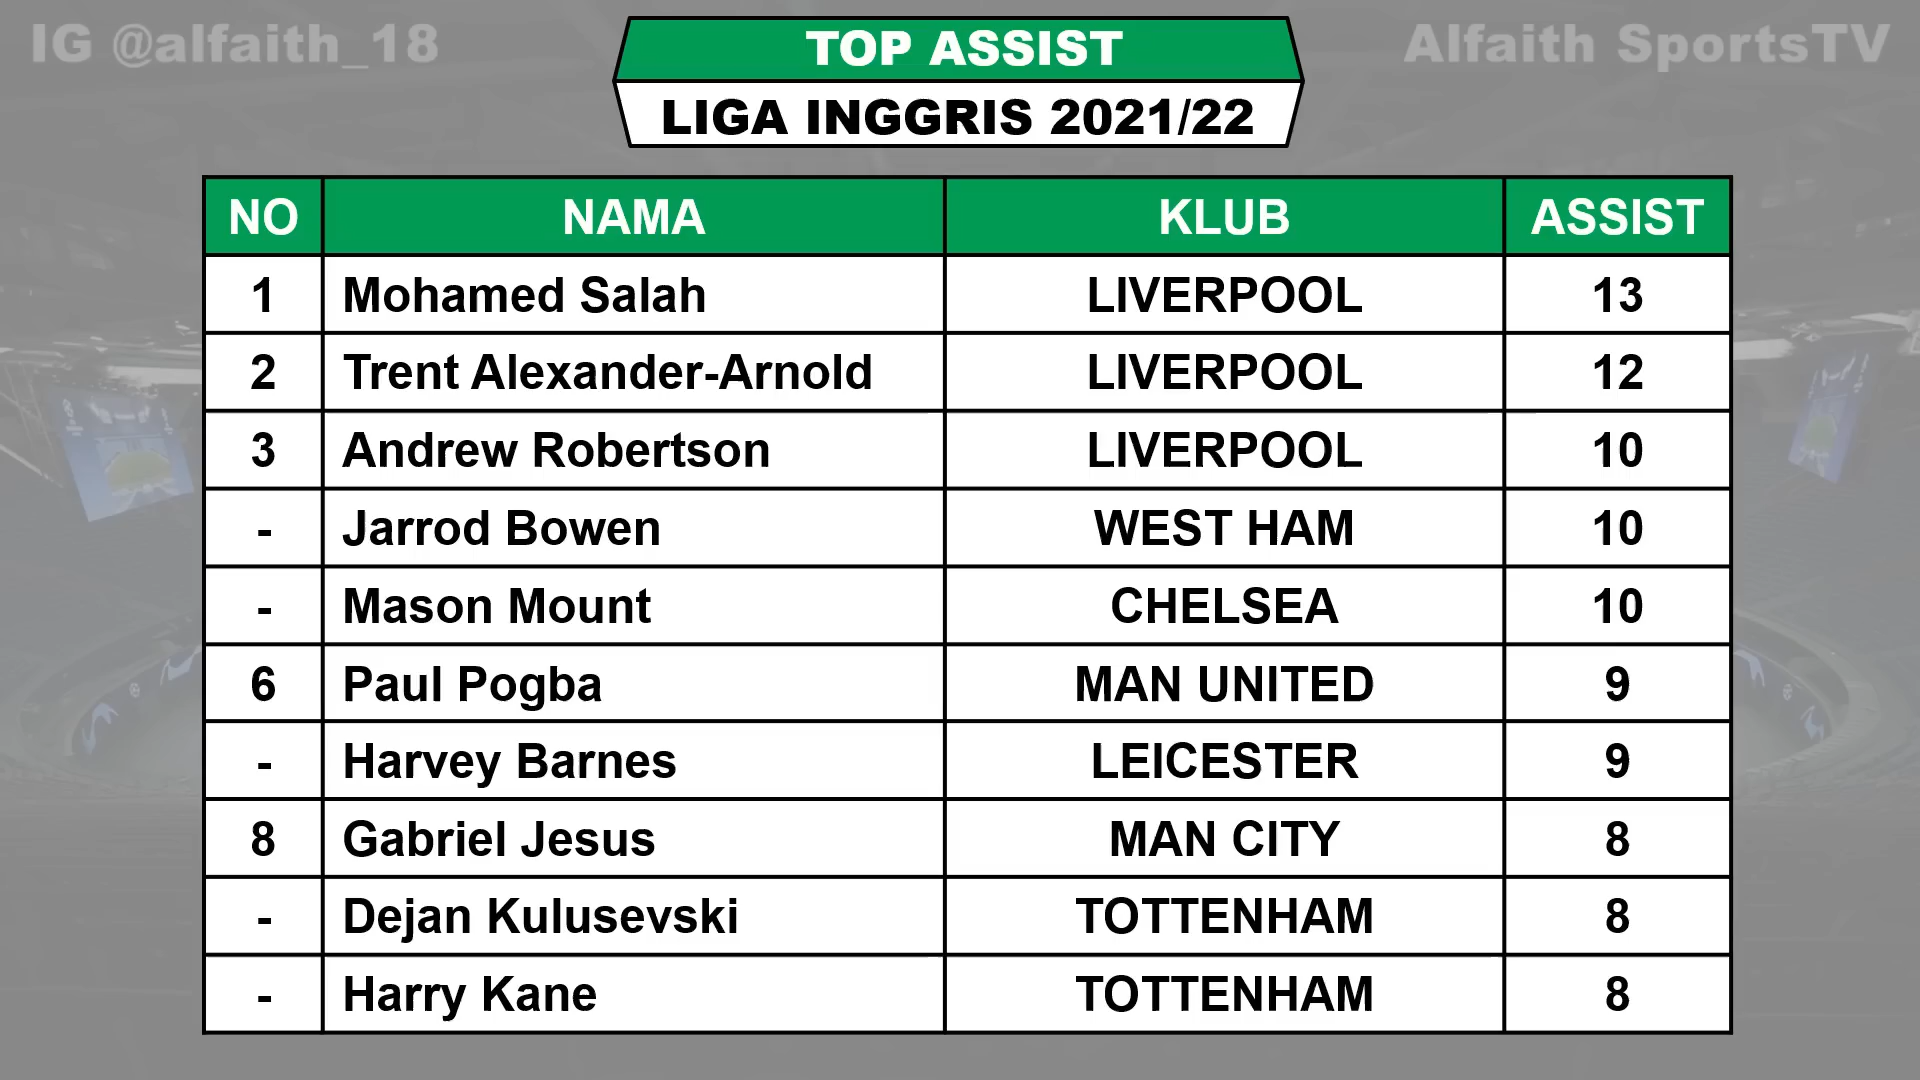 IG @alfaith_18
TOP ASSIST
Alfaith SportsTV
LIGA INGGRIS 2021/22
NO NAMA KLUB ASSIST
1 Mohamed Salah LIVERPOOL 13
2 Trent Alexander-Arnold LIVERPOOL 12
3 Andrew Robertson LIVERPOOL 10
- Jarrod Bowen WEST HAM 10
- Mason Mount CHELSEA 10
6 Paul Pogba MAN UNITED 9
- Harvey Barnes LEICESTER 9
8 Gabriel Jesus MAN CITY 8
- Dejan Kulusevski TOTTENHAM 8
- Harry Kane TOTTENHAM 8